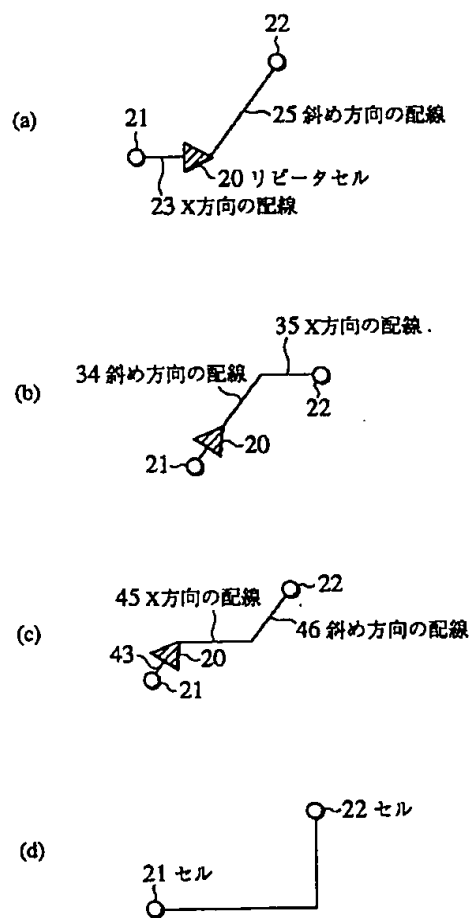 22
(a)
21
25 斜め方向の配線
20 リピータセル
23 X方向の配線
35 X方向の配線
34 斜め方向の配線
(b)
22
20
21
45 X方向の配線
22
(c)
46 斜め方向の配線
43
20
21
22 セル
(d)
21 セル